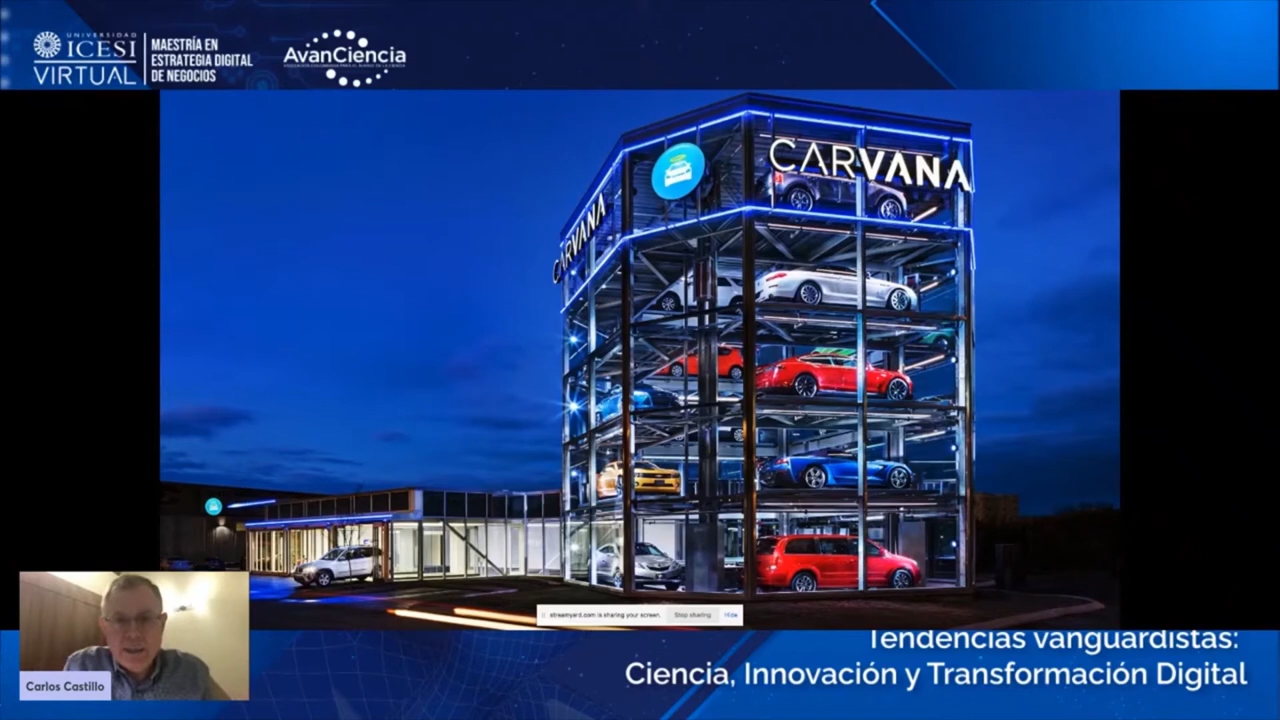 UNIVERSIDAD
ICESI
VIRTUAL
MAESTRÍA EN
ESTRATEGIA DIGITAL
DE NEGOCIOS
AvanCiencia
CARVANA
CARVANA
streamyard.com is sharing your screen.
Stop sharing
Hide
Carlos Castillo
Tendencias vanguardistas:
Ciencia, Innovación y Transformación Digital